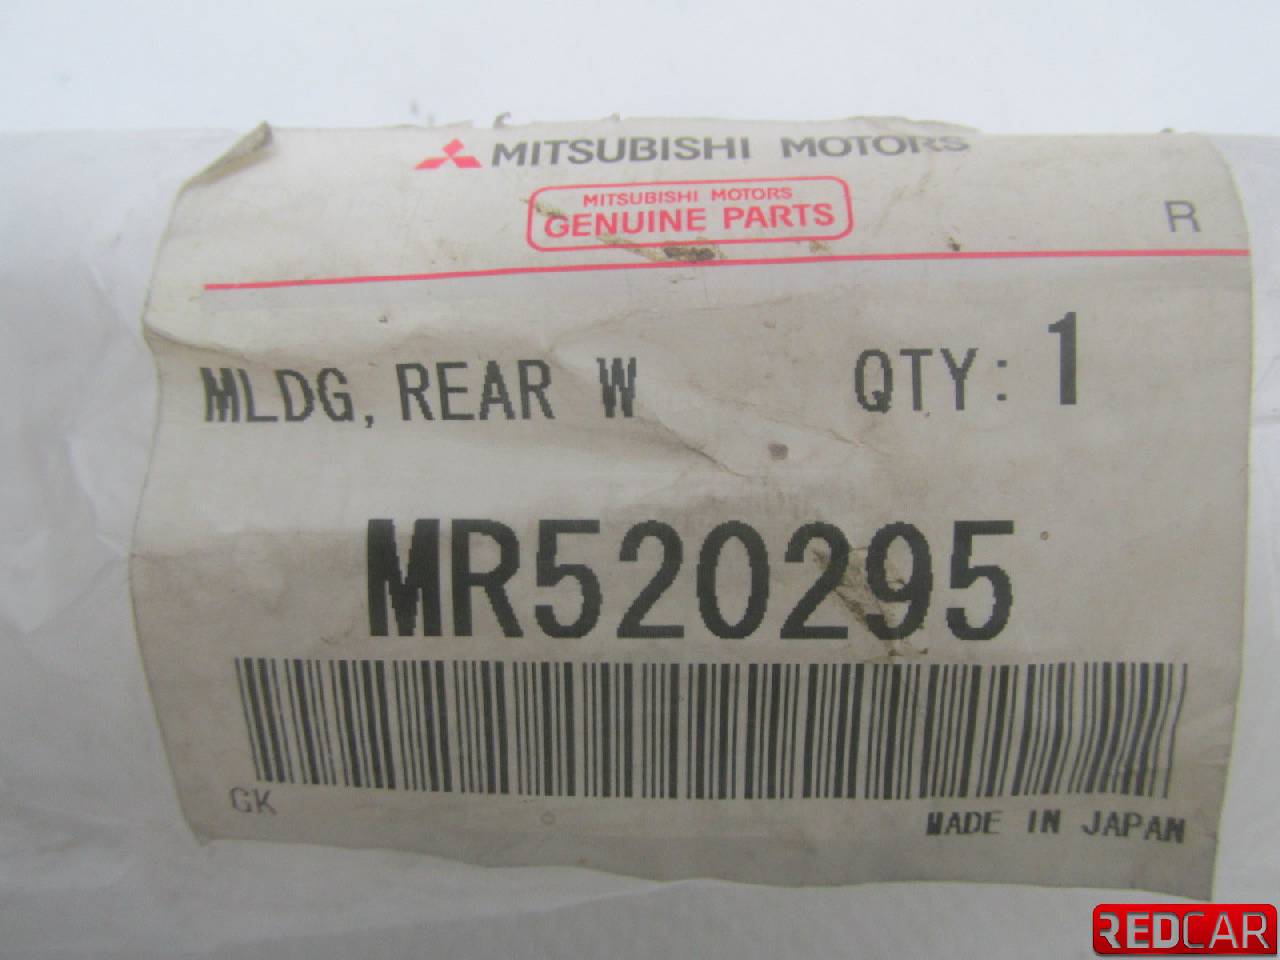 MITSUBISHI MOTORS
MITSUBISHI MOTORS
GENUINE PARTS
R
MLDG, REAR W QTY: 1
MR520295
GK
MADE IN JAPAN
REDCAR